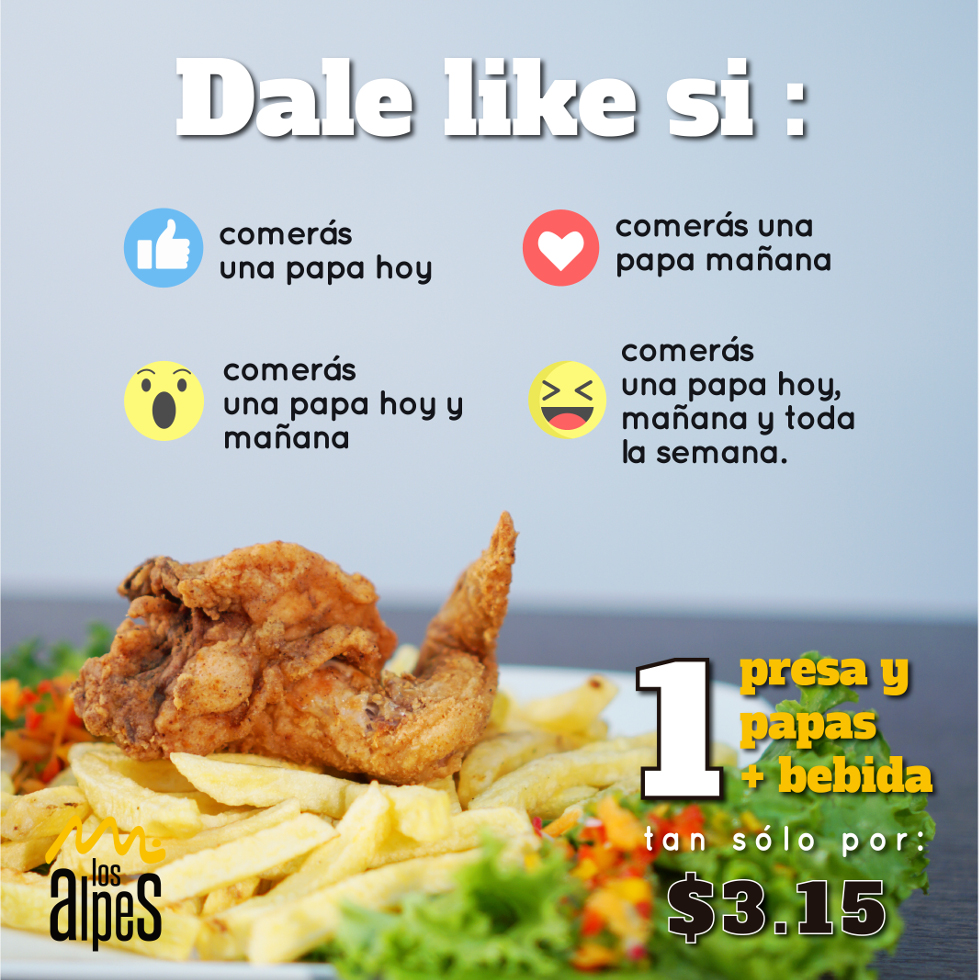 Dale like si :
comerás
una papa hoy
comerás una
papa mañana
comerás
una papa hoy y
mañana
comerás
una papa hoy,
mañana y toda
la semana.
1 presa y
papas
+ bebida
tan sólo por:
$3.15
los
alpes